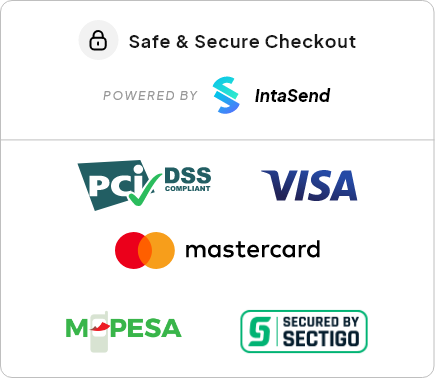 Safe & Secure Checkout
POWERED BY IntaSend
PCi DSS COMPLIANT
VISA
mastercard
M-PESA
SECURED BY
SECTIGO